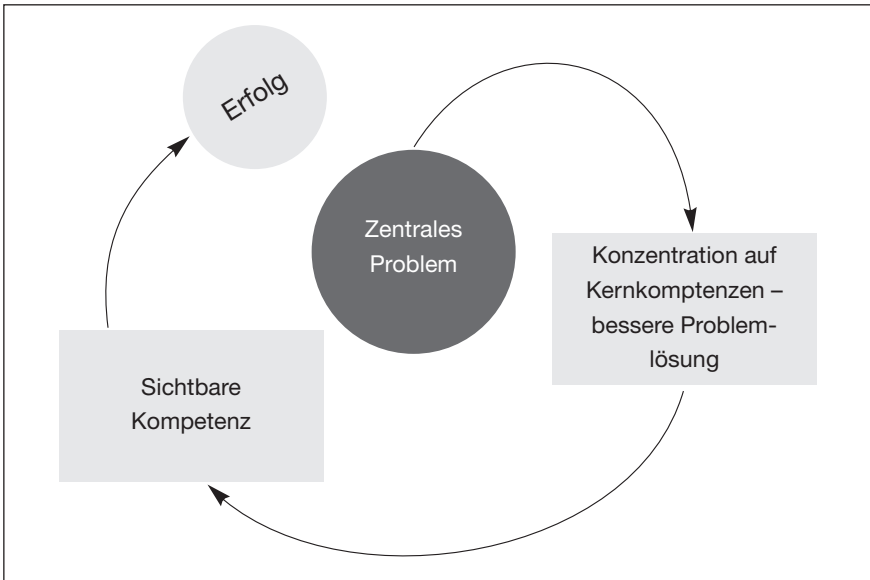 Erfolg
Zentrales
Problem
Konzentration auf
Kernkomptenzen –
bessere Problem-
lösung
Sichtbare
Kompetenz